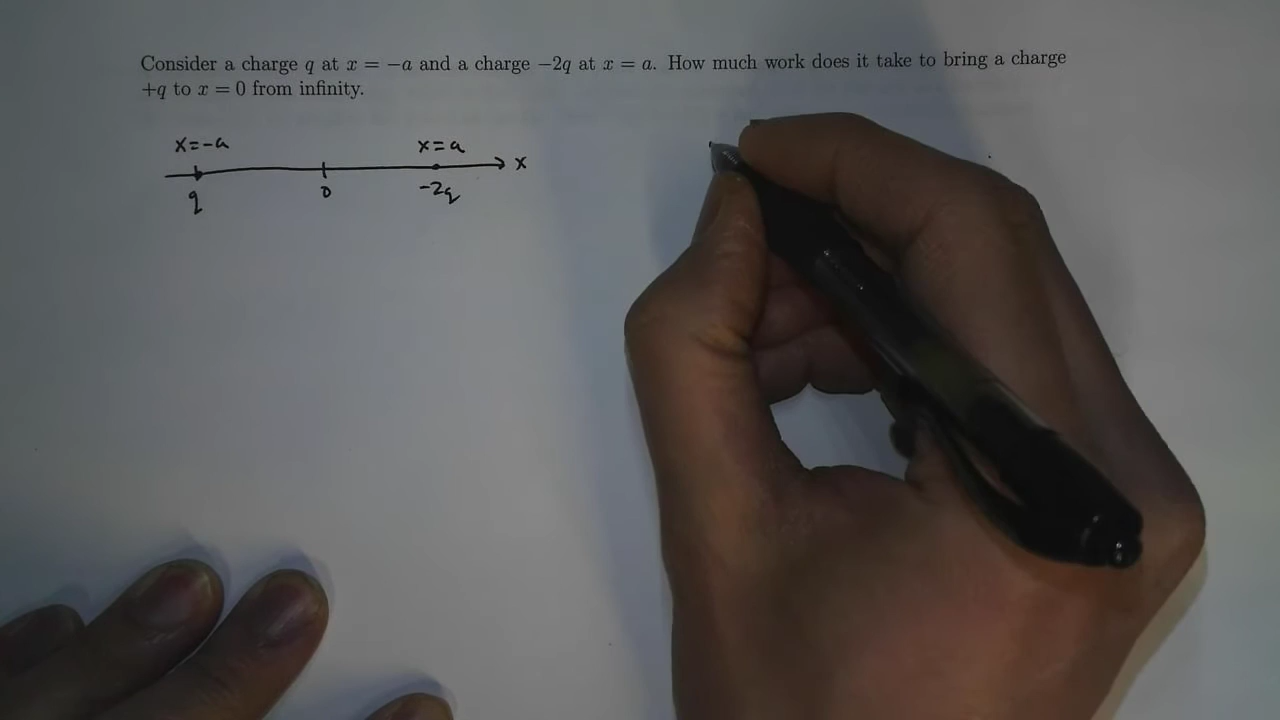 Consider a charge q at x = −a and a charge −2q at x = a. How much work does it take to bring a charge
+q to x = 0 from infinity.
x=-a x=a
x
q 0 -2q